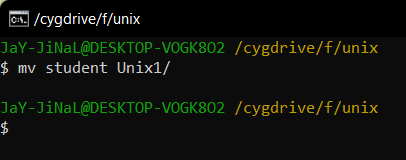 /cygdrive/f/unix
JaY-JiNaL@DESKTOP-VOGK8O2 /cygdrive/f/unix
$ mv student Unix1/
JaY-JiNaL@DESKTOP-VOGK8O2 /cygdrive/f/unix
$